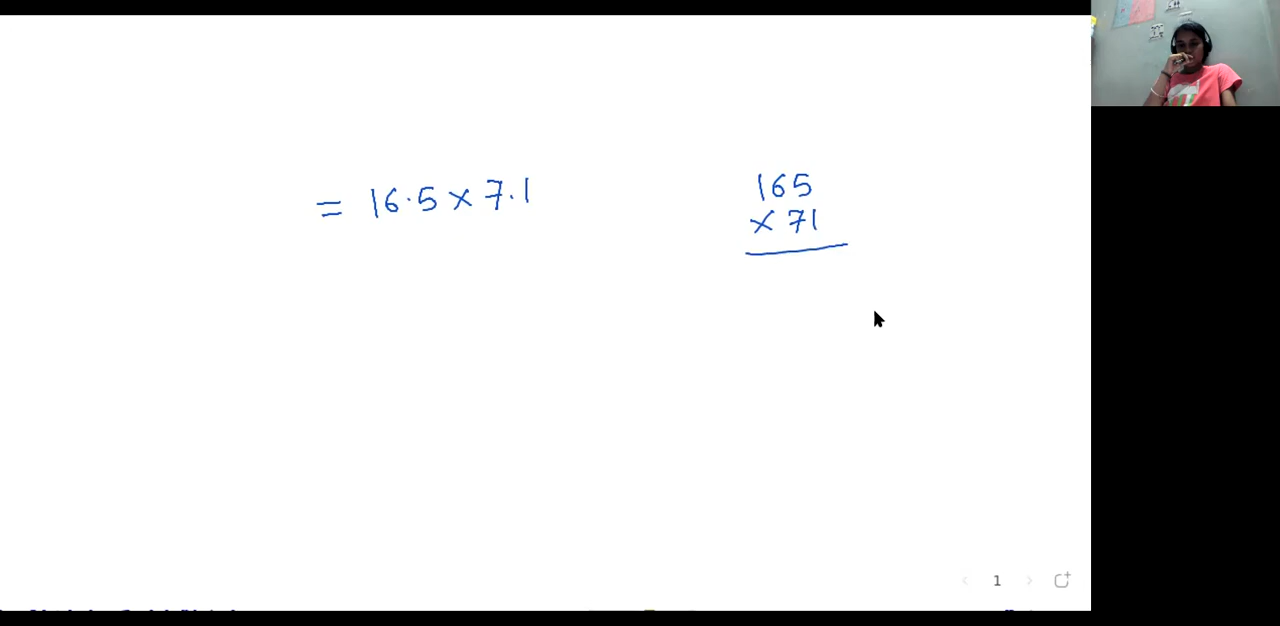 = 16.5 × 7.1
165
× 71
1